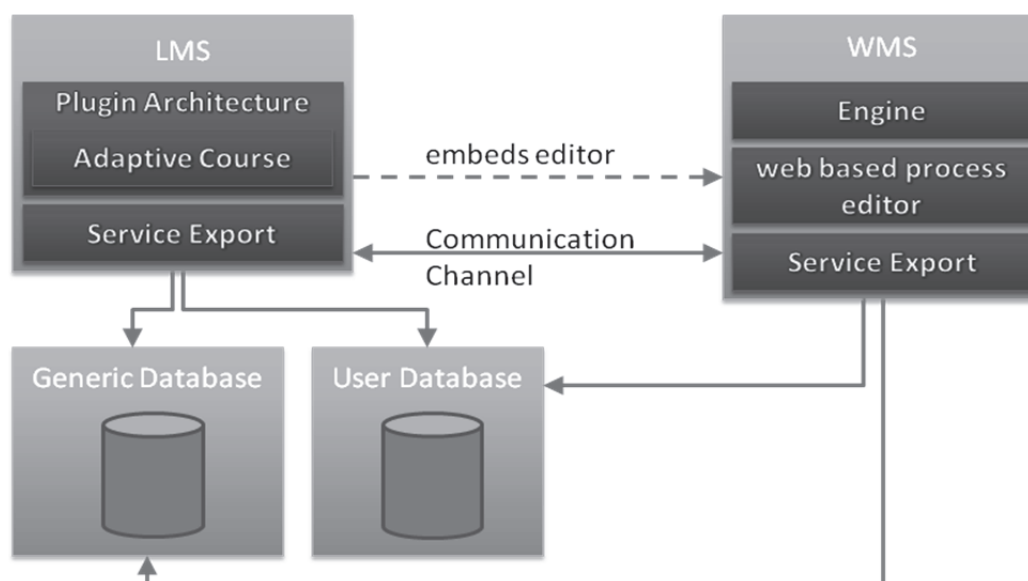 LMS
Plugin Architecture
Adaptive Course
Service Export
embeds editor
Communication
Channel
WMS
Engine
web based process
editor
Service Export
Generic Database
User Database